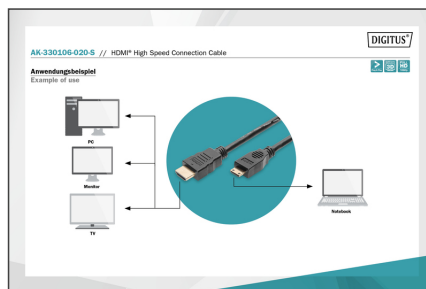 DIGITUS®
AK-330106-020-S // HDMI® High Speed Connection Cable
Anwendungsbeispiel
Example of use
PC
Monitor
TV
Notebook